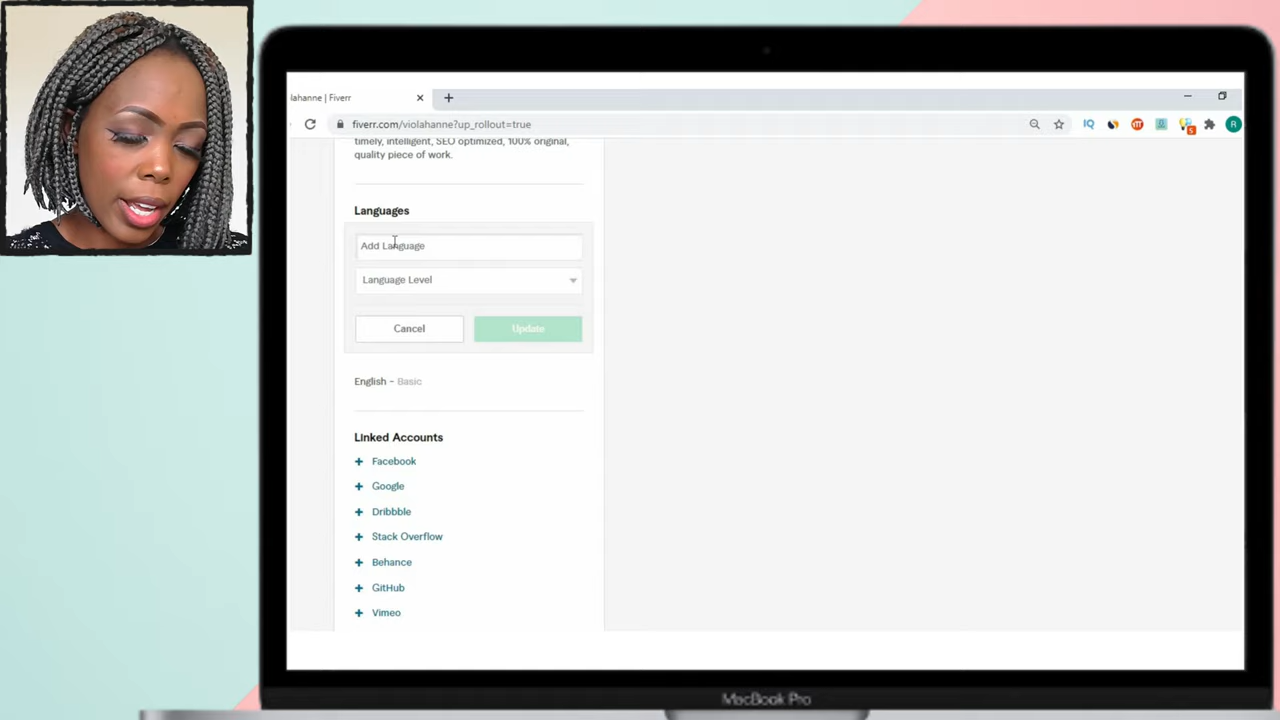 lahanne | Fiverr
fiverr.com/violahanne?up_rollout=true
timely, intelligent, SEO optimized, 100% original,
quality piece of work.
Languages
Add Language
Language Level
Cancel
Update
English - Basic
Linked Accounts
Facebook
Google
Dribbble
Stack Overflow
Behance
GitHub
Vimeo
MacBook Pro
IQ
5
R